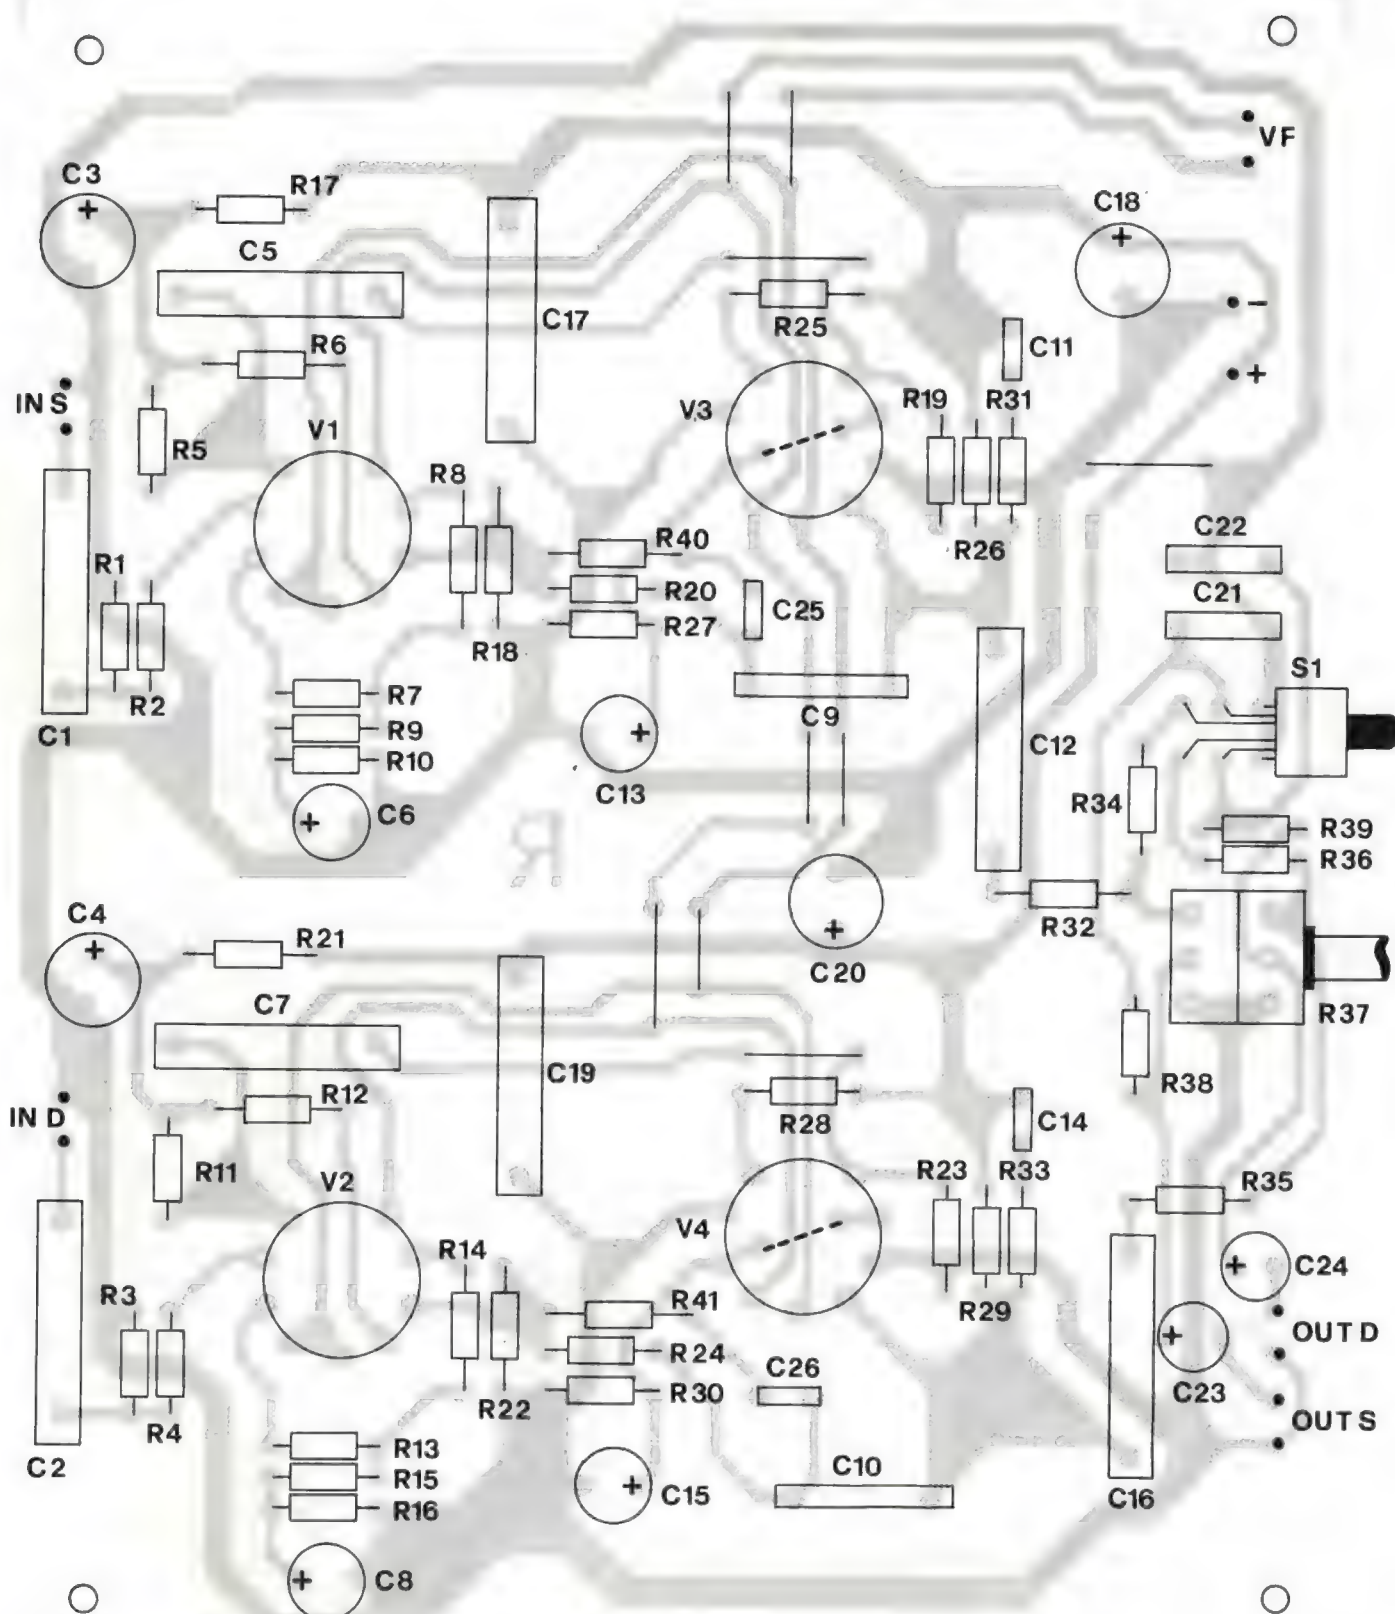 VF
C3
+
R17
C18
+
C5
C17
-
R25
C11
R6
+
INS
V3
R19
R31
R5
V1
R8
C22
R40
R26
R1
R20
C21
C25
R27
R18
S1
R2
R7
C9
C1
R9
+
C12
R10
C13
R34
+
C6
R39
R36
C4
+
R21
+
R32
C20
C7
R37
C19
R12
R38
IN D
R28
C14
R11
V2
R23
R33
R35
V4
R14
+
C24
R3
R41
R29
OUT D
+
R24
C26
R30
C23
R4
R22
OUTS
R13
C10
C2
R15
+
C15
C16
R16
+
C8